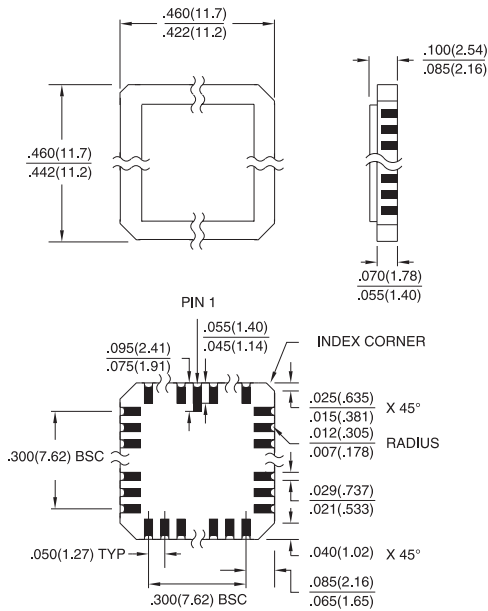 .460(11.7)
.422(11.2)
.100(2.54)
.085(2.16)
.460(11.7)
.442(11.2)
.070(1.78)
.055(1.40)
PIN 1
.055(1.40)
.045(1.14)
.095(2.41)
.075(1.91)
INDEX CORNER
.025(.635)
.015(.381)
X 45°
.012(.305)
.007(.178)
RADIUS
.300(7.62) BSC
.029(.737)
.021(.533)
.050(1.27) TYP
.040(1.02) X 45°
.085(2.16)
.065(1.65)
.300(7.62) BSC